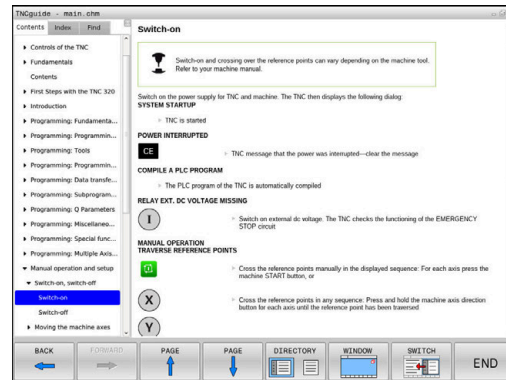 TNCguide - main.chm
Contents Index Find
Controls of the TNC
Fundamentals
Contents
First Steps with the TNC 320
Introduction
Programming: Fundamenta...
Programming: Programmin...
Programming: Tools
Programming: Programmin...
Programming: Data transfe...
Programming: Subprogram...
Programming: Q Parameters
Programming: Miscellaneo...
Programming: Special func...
Programming: Multiple Axis...
Manual operation and setup
Switch-on, switch-off
Switch-on
Switch-off
Moving the machine axes
Switch-on
Switch-on and crossing over the reference points can vary depending on the machine tool.
Refer to your machine manual.
Switch on the power supply for TNC and machine. The TNC then displays the following dialog:
SYSTEM STARTUP
TNC is started
POWER INTERRUPTED
CE
TNC message that the power was interrupted—clear the message
COMPILE A PLC PROGRAM
The PLC program of the TNC is automatically compiled
RELAY EXT. DC VOLTAGE MISSING
I
Switch on external dc voltage. The TNC checks the functioning of the EMERGENCY
STOP circuit
MANUAL OPERATION
TRAVERSE REFERENCE POINTS
Cross the reference points manually in the displayed sequence: For each axis press the
machine START button, or
X
Cross the reference points in any sequence: Press and hold the machine axis direction
button for each axis until the reference point has been traversed
Y
BACK FORWARD PAGE PAGE DIRECTORY WINDOW SWITCH
END